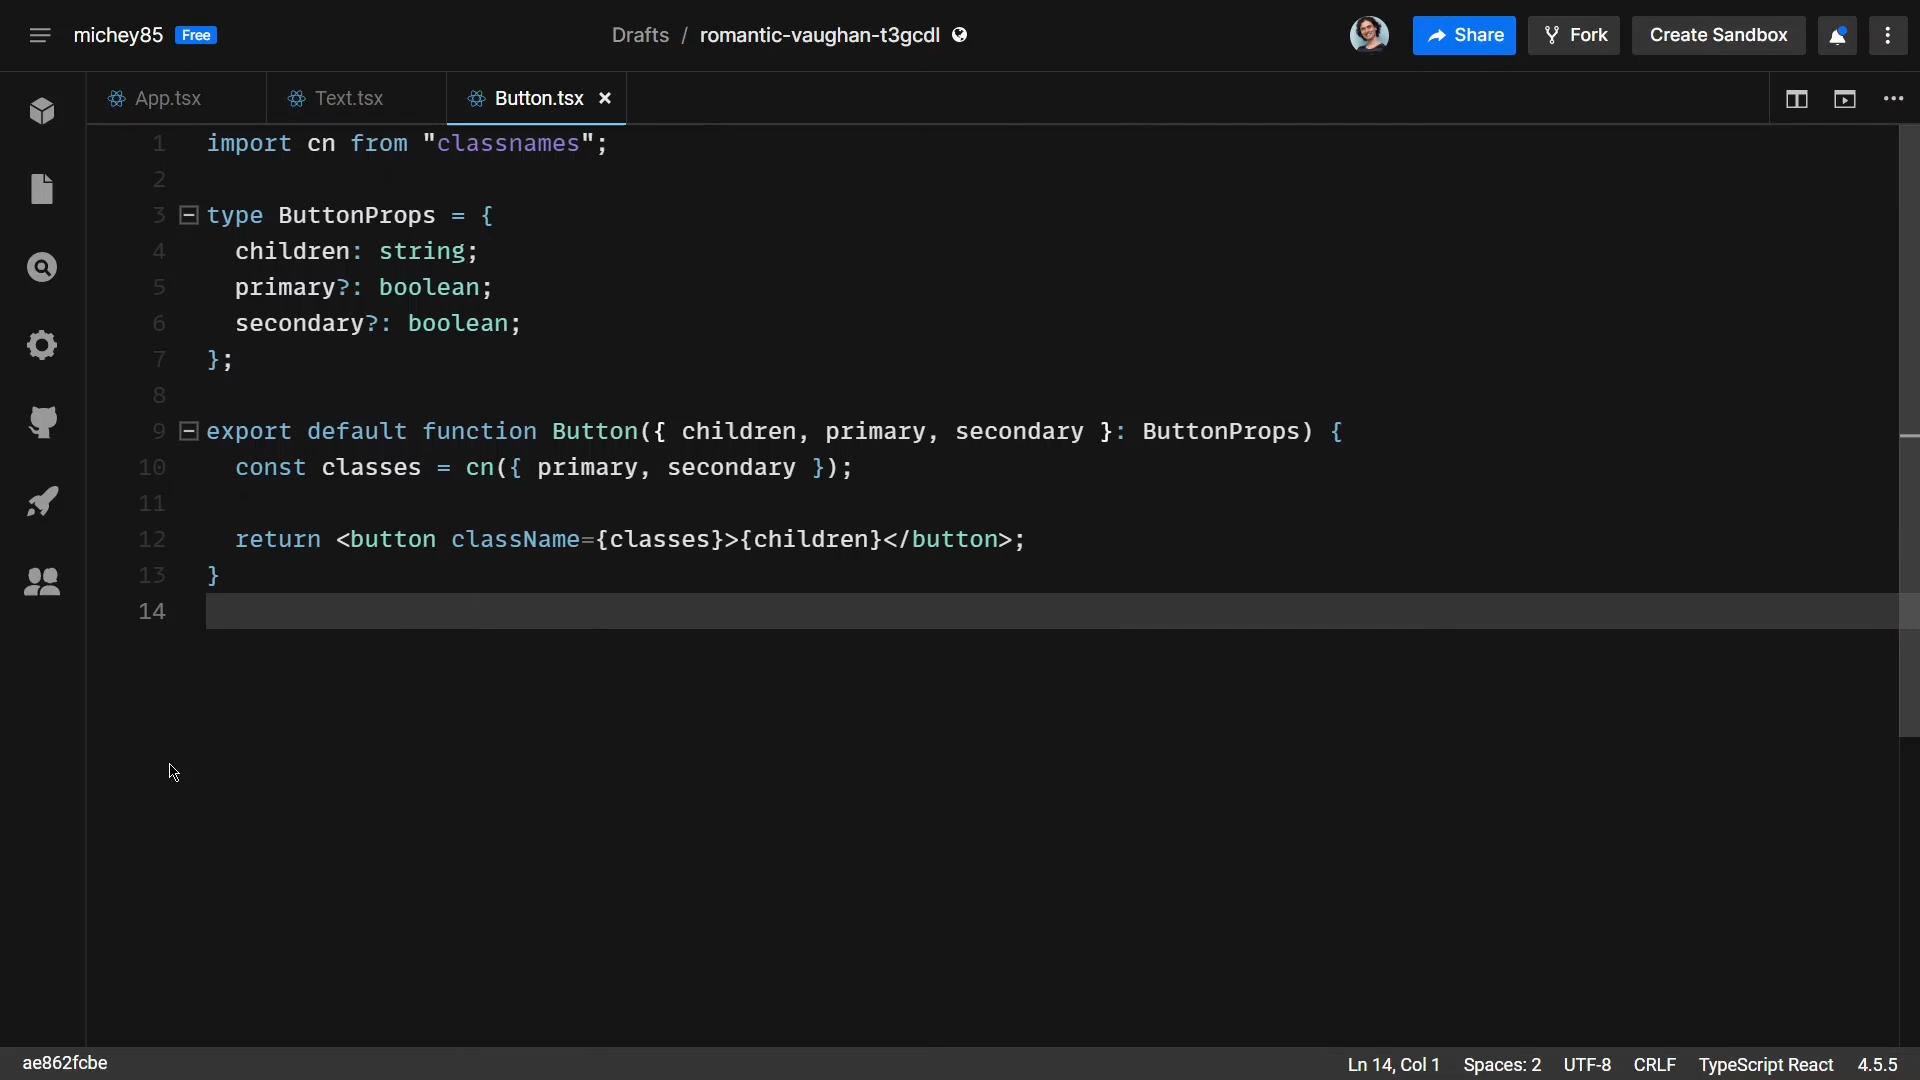 michey85 Free
Drafts / romantic-vaughan-t3gcdl
Share
Fork
Create Sandbox
App.tsx
Text.tsx
Button.tsx
1 import cn from "classnames";
2
3 type ButtonProps = {
4   children: string;
5   primary?: boolean;
6   secondary?: boolean;
7 };
8
9 export default function Button({ children, primary, secondary }: ButtonProps) {
10   const classes = cn({ primary, secondary });
11
12   return <button className={classes}>{children}</button>;
13 }
14
ae862fcbe
Ln 14, Col 1 Spaces: 2 UTF-8 CRLF TypeScript React 4.5.5